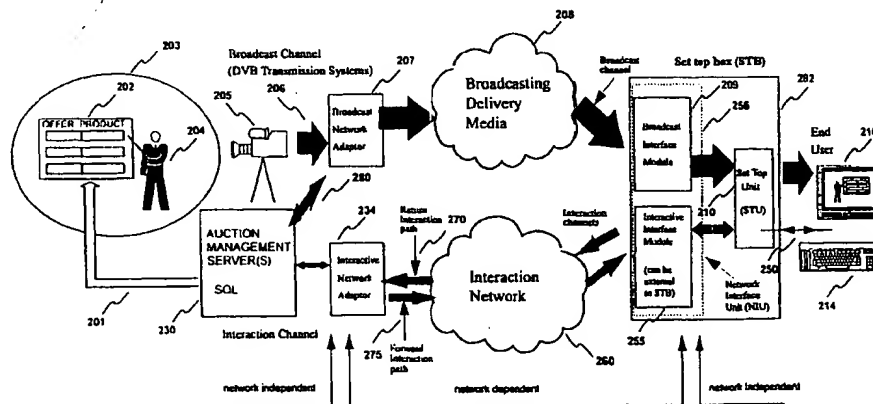 203
202
OFFER PRODUCT
204
Broadcast Channel
(DVB Transmission Systems)
205
206
207
Broadcast
Network
Adaptor
280
208
Broadcasting
Delivery
Media
Broadcast
channel
Set top box (STB)
209
256
282
Broadcast
Interface
Module
210
Set Top
Unit
(STU)
End
User
216
AUCTION
MANAGEMENT
SERVER(S)
SQL
201
230
Interaction Channel
234
Interactive
Network
Adaptor
Return
Interaction
path
270
275
Forward
Interaction
path
Interaction
Network
260
Interaction
channels
Interactive
Interface
Module
(can be
external
to STB)
255
250
Network
Interface
Unit (NIU)
214
network independent
network dependent
network independent